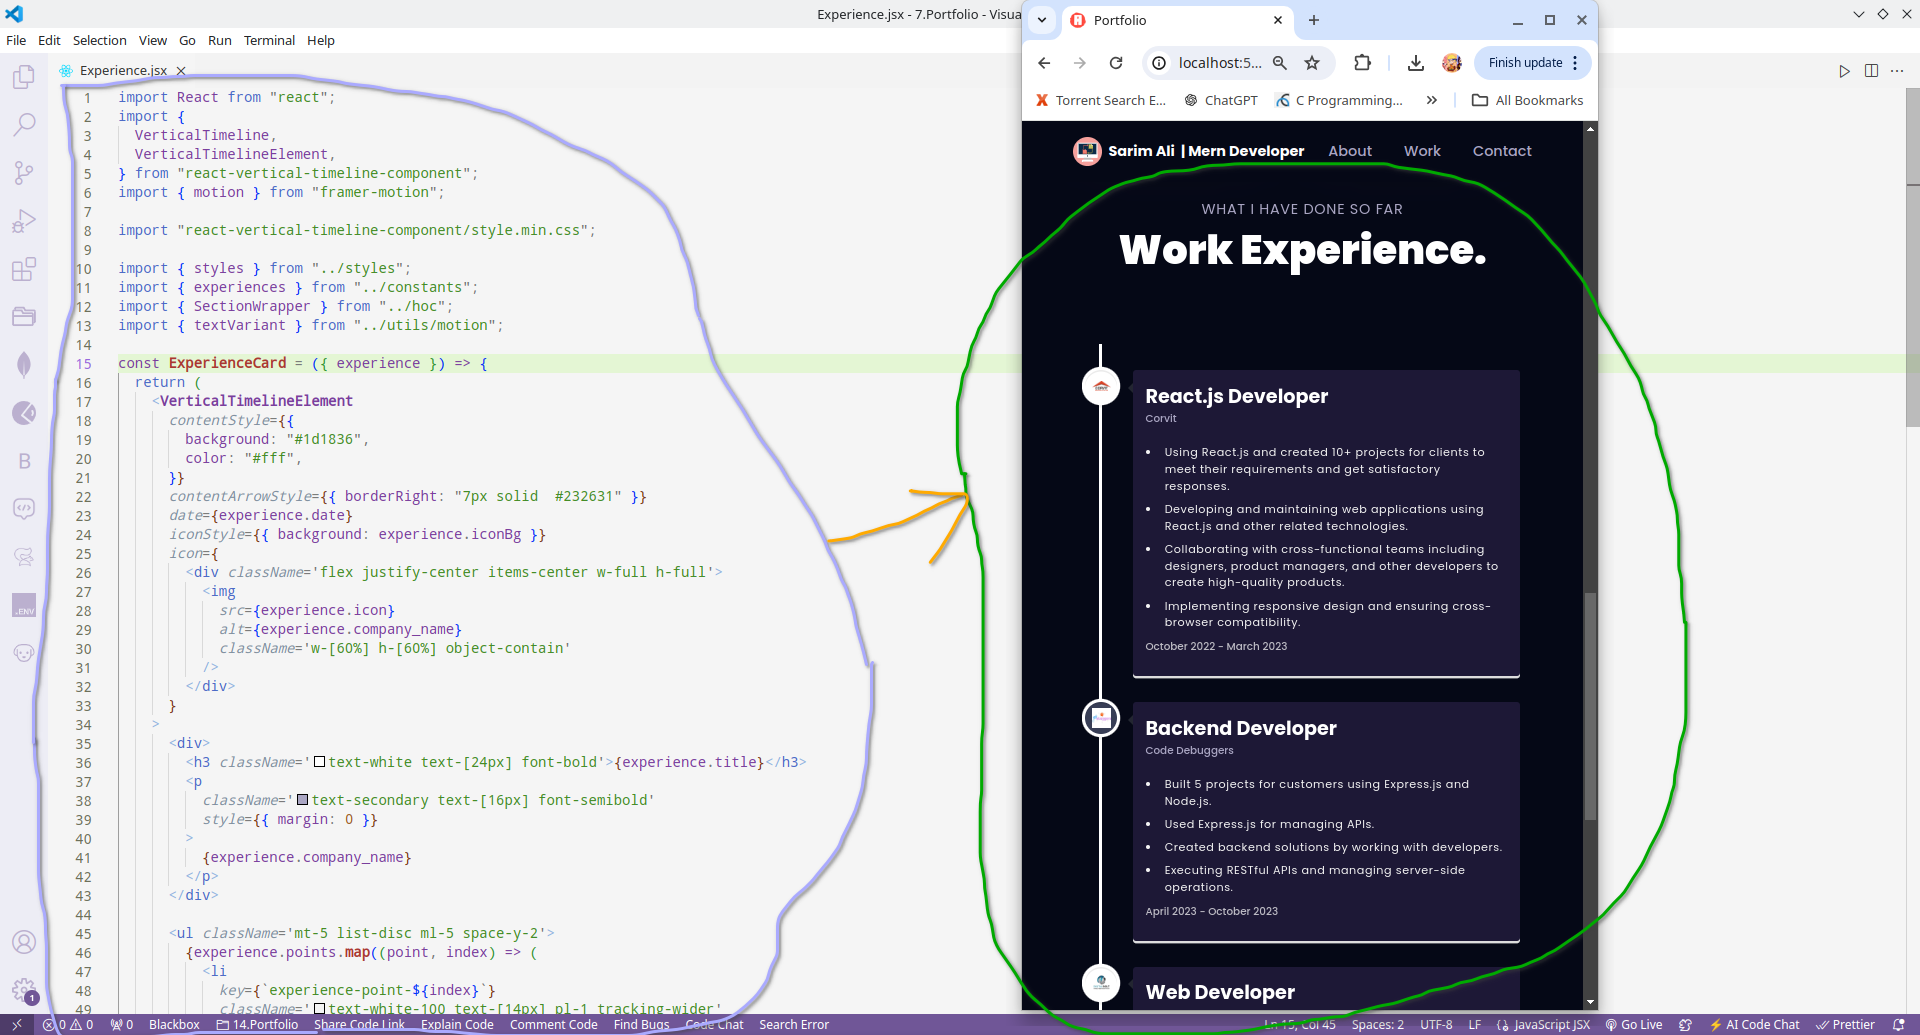 Experience.jsx - 7.Portfolio - Visua
File Edit Selection View Go Run Terminal Help
Experience.jsx
1 import React from "react";
2 import {
3 VerticalTimeline,
4 VerticalTimelineElement,
5 } from "react-vertical-timeline-component";
6 import { motion } from "framer-motion";
7
8 import "react-vertical-timeline-component/style.min.css";
9
10 import { styles } from "../styles";
11 import { experiences } from "../constants";
12 import { SectionWrapper } from "../hoc";
13 import { textVariant } from "../utils/motion";
14
15 const ExperienceCard = ({ experience }) => {
16 return (
17 <VerticalTimelineElement
18 contentStyle={{
19 background: "#1d1836",
20 color: "#fff",
21 }}
22 contentArrowStyle={{ borderRight: "7px solid  #232631" }}
23 date={experience.date}
24 iconStyle={{ background: experience.iconBg }}
25 icon={
26 <div className='flex justify-center items-center w-full h-full'>
27 <img
28 src={experience.icon}
29 alt={experience.company_name}
30 className='w-[60%] h-[60%] object-contain'
31 />
32 </div>
33 }
34 >
35 <div>
36 <h3 className='text-white text-[24px] font-bold'>{experience.title}</h3>
37 <p
38 className='text-secondary text-[16px] font-semibold'
39 style={{ margin: 0 }}
40 >
41 {experience.company_name}
42 </p>
43 </div>
44
45 <ul className='mt-5 list-disc ml-5 space-y-2'>
46 {experience.points.map((point, index) => (
47 <li
48 key={`experience-point-${index}`}
49 className='text-white-100 text-[14px] pl-1 tracking-wider'
.ENV
1
0 0 0 Blackbox 14.Portfolio Share Code Link Explain Code Comment Code Find Bugs Code Chat Search Error
Ln 15, Col 45 Spaces: 2 UTF-8 LF JavaScript JSX Go Live AI Code Chat Prettier
Portfolio
localhost:5... Finish update
Torrent Search E... ChatGPT C Programming... » All Bookmarks
Sarim Ali | Mern Developer About Work Contact
WHAT I HAVE DONE SO FAR
Work Experience.
React.js Developer
Corvit
• Using React.js and created 10+ projects for clients to
meet their requirements and get satisfactory
responses.
• Developing and maintaining web applications using
React.js and other related technologies.
• Collaborating with cross-functional teams including
designers, product managers, and other developers to
create high-quality products.
• Implementing responsive design and ensuring cross-
browser compatibility.
October 2022 - March 2023
Backend Developer
Code Debuggers
• Built 5 projects for customers using Express.js and
Node.js.
• Used Express.js for managing APIs.
• Created backend solutions by working with developers.
• Executing RESTful APIs and managing server-side
operations.
April 2023 - October 2023
Web Developer